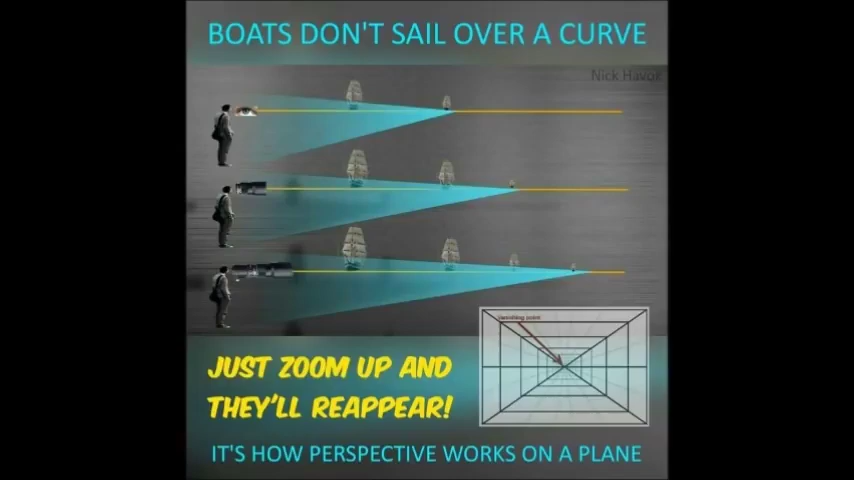 BOATS DON'T SAIL OVER A CURVE
Nick Havok
vanishing point
JUST ZOOM UP AND
THEY'LL REAPPEAR!
IT'S HOW PERSPECTIVE WORKS ON A PLANE